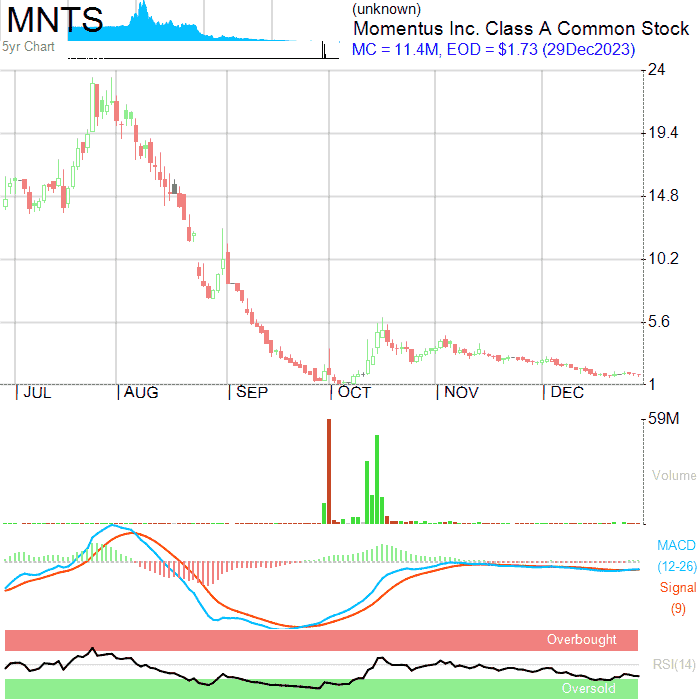 MNTS
5yr Chart
(unknown)
Momentus Inc. Class A Common Stock
MC = 11.4M, EOD = $1.73 (29Dec2023)
24
19.4
14.8
10.2
5.6
1
JUL AUG SEP OCT NOV DEC
59M
Volume
MACD
(12-26)
Signal
(9)
Overbought
RSI(14)
Oversold